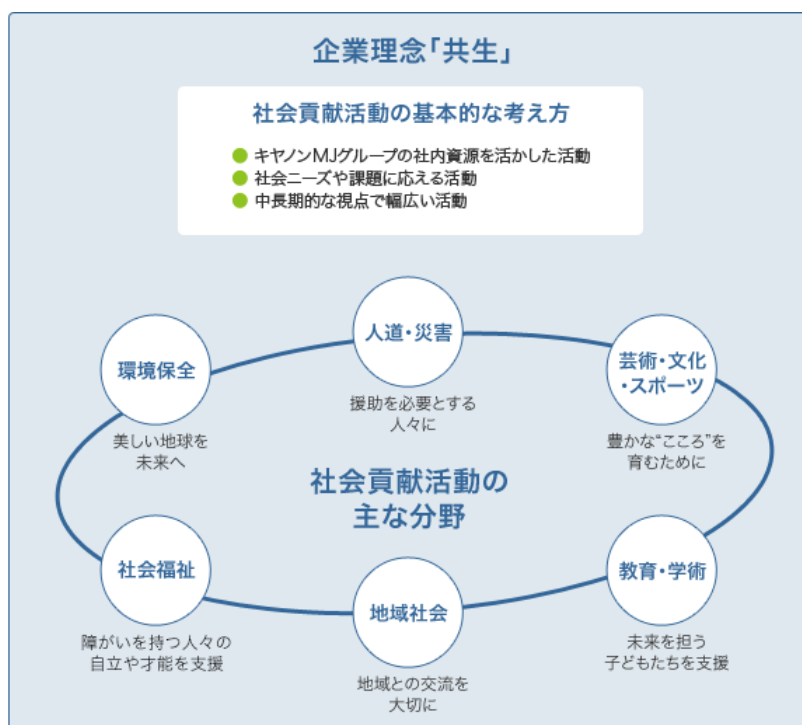 企業理念「共生」
社会貢献活動の基本的な考え方
キヤノンMJグループの社内資源を活かした活動
社会ニーズや課題に応える活動
中長期的な視点で幅広い活動
人道・災害
援助を必要とする
人々に
環境保全
美しい地球を
未来へ
芸術・文化
・スポーツ
豊かな“こころ”を
育むために
社会貢献活動の
主な分野
社会福祉
障がいを持つ人々の
自立や才能を支援
地域社会
地域との交流を
大切に
教育・学術
未来を担う
子どもたちを支援